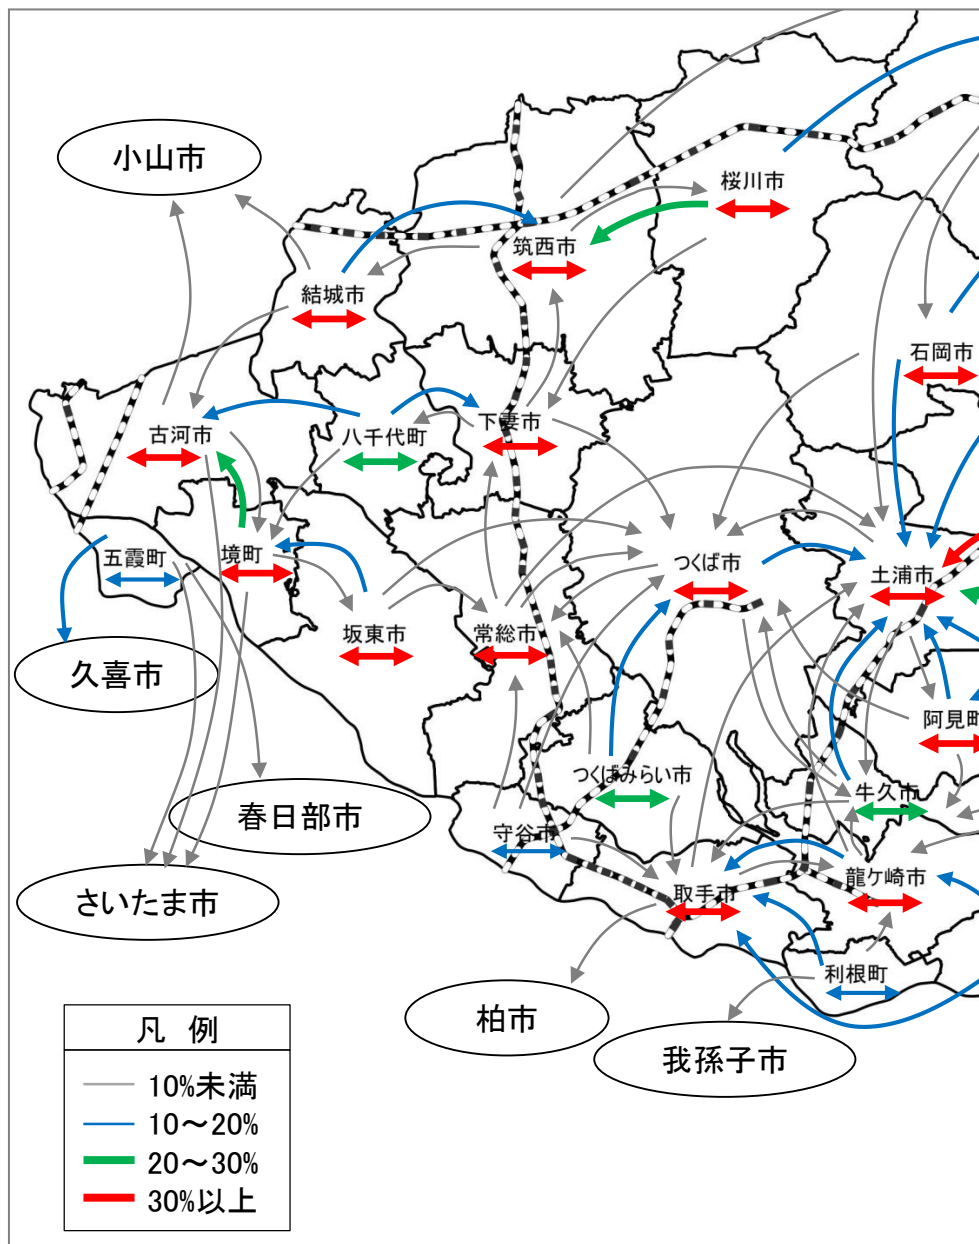 小山市
桜川市
筑西市
結城市
石岡市
古河市
八千代町
下妻市
五霞町
境町
つくば市
土浦市
坂東市
常総市
久喜市
阿見町
つくばみらい市
牛久市
春日部市
守谷市
取手市
龍ケ崎市
さいたま市
利根町
柏市
我孫子市
凡 例
10%未満
10～20%
20～30%
30%以上